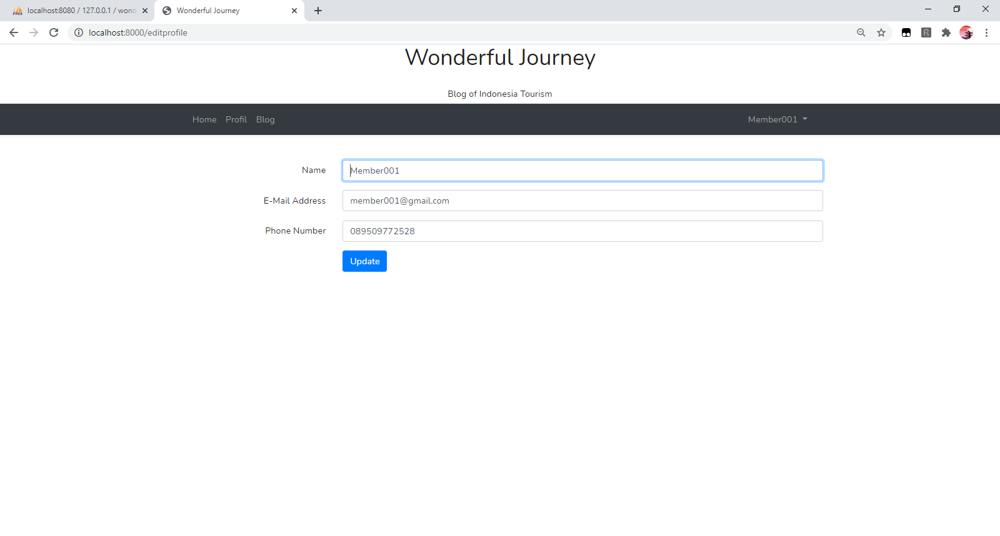 localhost:8080 / 127.0.0.1 / wond
Wonderful Journey
localhost:8000/editprofile
Wonderful Journey
Blog of Indonesia Tourism
Home Profil Blog Member001
Name Member001
E-Mail Address member001@gmail.com
Phone Number 089509772528
Update